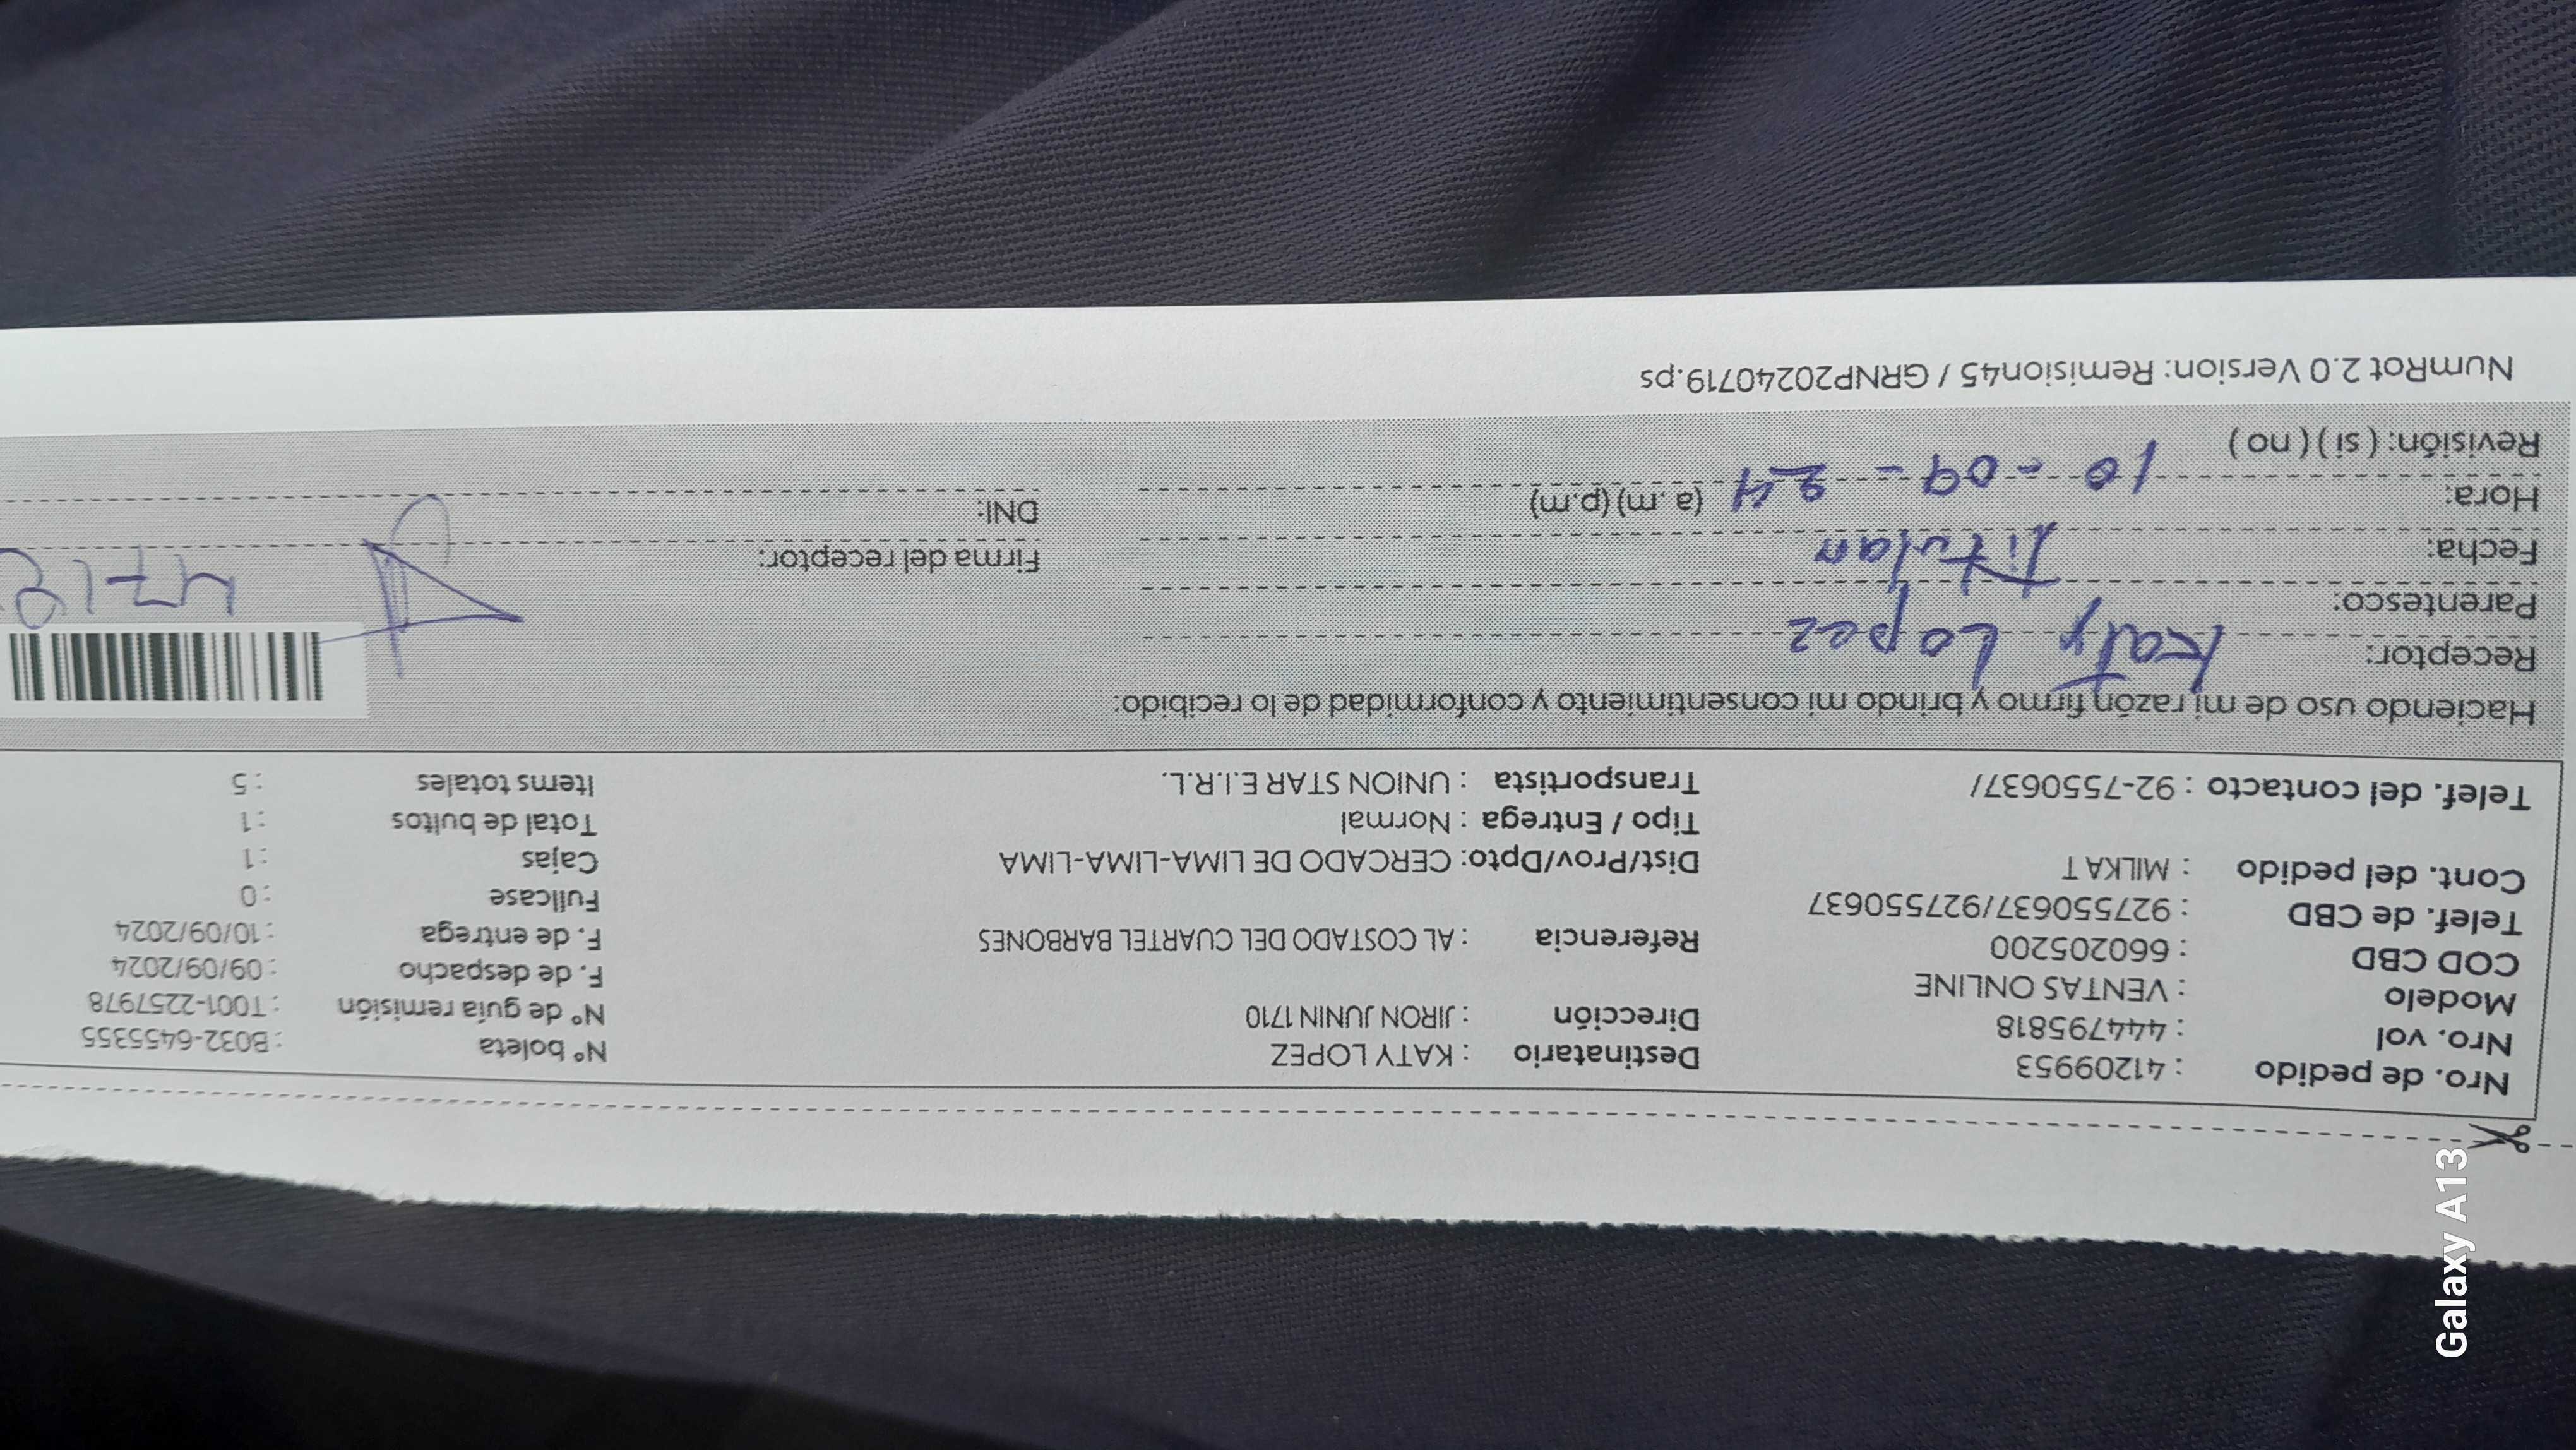 Nro. de pedido : 41209953 Destinatario : KATY LOPEZ Nº boleta : B032-6455355
Nro. vol : 444795818 Dirección : JIRON JUNIN 1710 Nº de guía remisión : T001-2257978
Modelo : VENTAS ONLINE F. de despacho : 09/09/2024
COD CBD : 660205200 Referencia : AL COSTADO DEL CUARTEL BARBONES F. de entrega : 10/09/2024
Telef. de CBD : 927550637/927550637 Fullcase : 0
Cont. del pedido : MILKA T Dist/Prov/Dpto: CERCADO DE LIMA-LIMA-LIMA Cajas : 1
Tipo / Entrega : Normal Total de bultos : 1
Telef. del contacto : 92-7550637/ Transportista : UNION STAR E.I.R.L. Items totales : 5
Haciendo uso de mi razón firmo y brindo mi consentimiento y conformidad de lo recibido:
Receptor: Katy Lopez
Parentesco: Titular
Firma del receptor:
Fecha: 10-09-24
Hora: (a. m) (p.m) DNI:
Revisión: ( si ) ( no )
NumRot 2.0 Version: Remision45 / GRNP20240719.ps
Galaxy A13